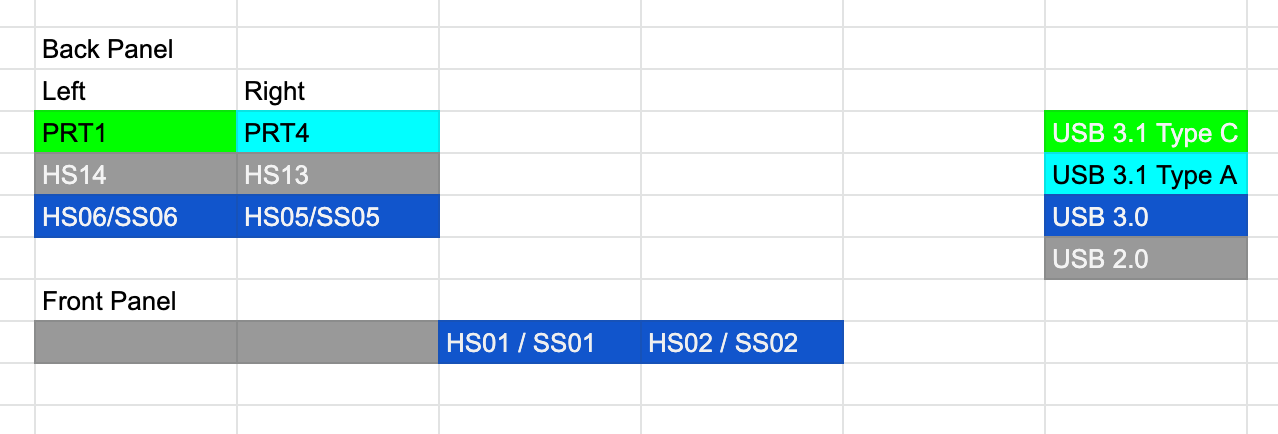 Back Panel
Left Right
PRT1 PRT4 USB 3.1 Type C
HS14 HS13 USB 3.1 Type A
HS06/SS06 HS05/SS05 USB 3.0
USB 2.0
Front Panel
HS01 / SS01 HS02 / SS02